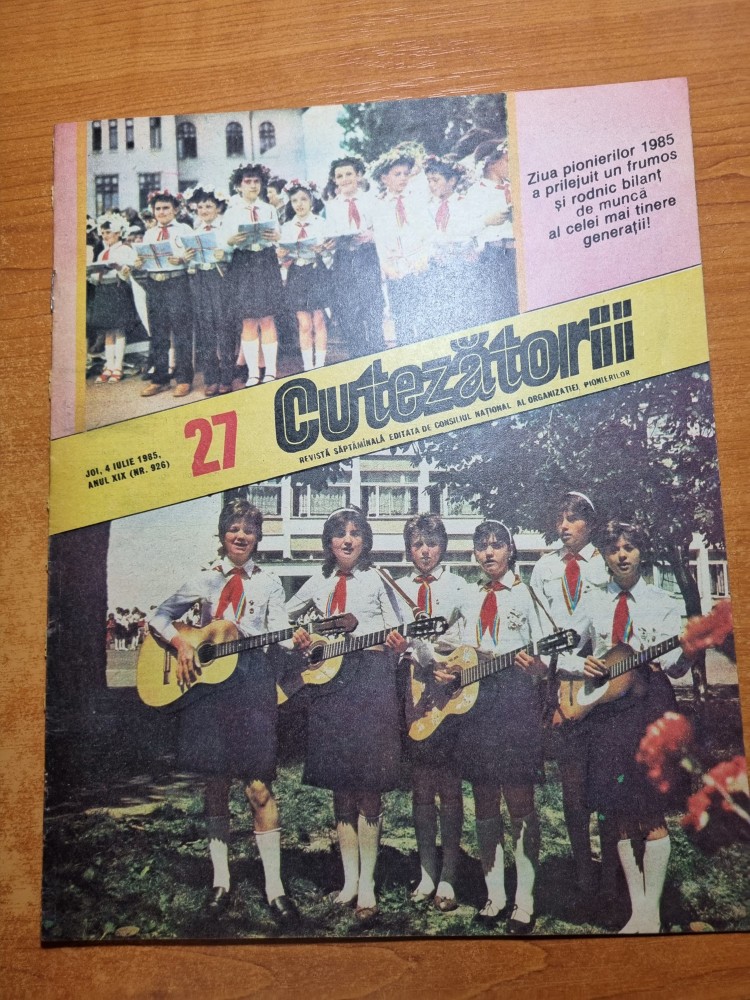 Ziua pionierilor 1985
a prilejuit un frumos
și rodnic bilanț
de muncă
al celei mai tinere
generații!
Cutezătorii
REVISTĂ SĂPTĂMÎNALĂ EDITATĂ DE CONSILIUL NAȚIONAL AL ORGANIZAȚIEI PIONIERILOR
27
JOI, 4 IULIE 1985,
ANUL XIX (NR. 926)